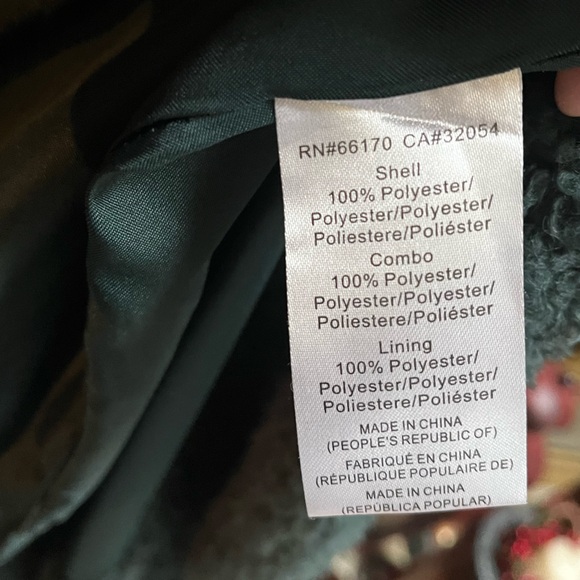 RN#66170 CA#32054
Shell
100% Polyester/
Polyester/Polyester/
Poliestere/Poliéster
Combo
100% Polyester/
Polyester/Polyester/
Poliestere/Poliéster
Lining
100% Polyester/
Polyester/Polyester/
Poliestere/Poliéster
MADE IN CHINA
(PEOPLE'S REPUBLIC OF)
FABRIQUÉ EN CHINA
(RÉPUBLIQUE POPULAIRE DE)
MADE IN CHINA
(REPÚBLICA POPULAR)